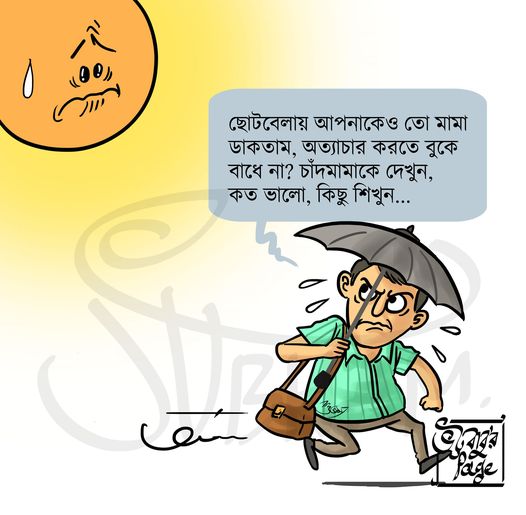 ছোটবেলায় আপনাকেও তো মামা
ডাকতাম, অত্যাচার করতে বুকে
বাধে না? চাঁদমামাকে দেখুন,
কত ভালো, কিছু শিখুন...
Page